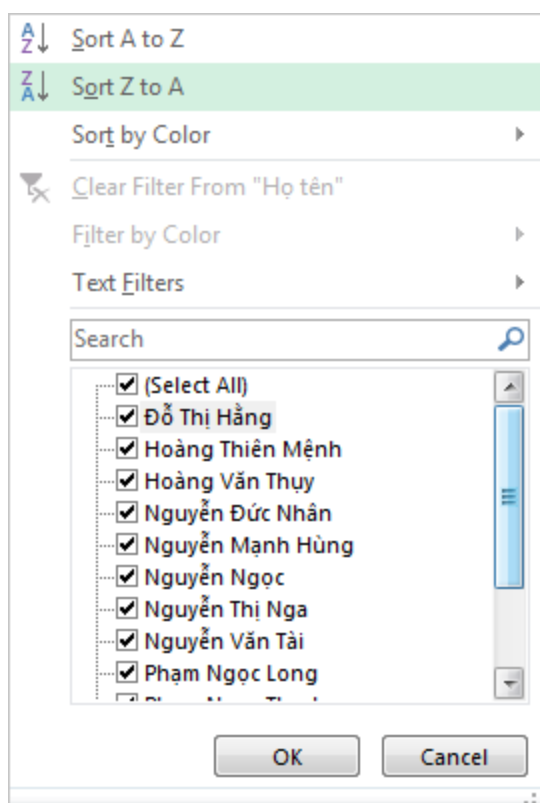 Sort A to Z
Sort Z to A
Sort by Color
Clear Filter From "Họ tên"
Filter by Color
Text Filters
Search
(Select All)
Đỗ Thị Hằng
Hoàng Thiên Mệnh
Hoàng Văn Thụy
Nguyễn Đức Nhân
Nguyễn Mạnh Hùng
Nguyễn Ngọc
Nguyễn Thị Nga
Nguyễn Văn Tài
Phạm Ngọc Long
OK Cancel